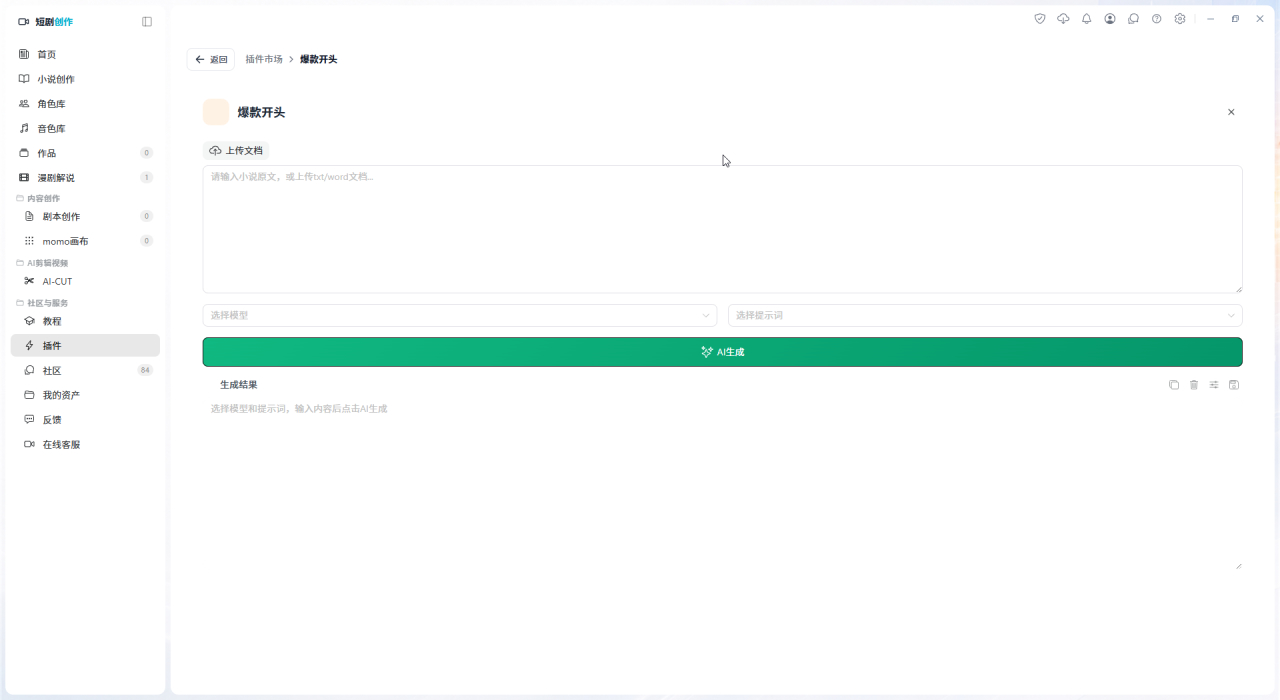 短剧创作
首页
小说创作
角色库
音色库
作品 0
漫剧解说 1
内容创作
剧本创作 0
momo画布 0
AI剪辑视频
AI-CUT
社区与服务
教程
插件
社区 84
我的资产
反馈
在线客服
返回 插件市场 > 爆款开头
爆款开头
上传文档
请输入小说原文，或上传txt/word文档...
选择模型 选择提示词
AI生成
生成结果
选择模型和提示词，输入内容后点击AI生成